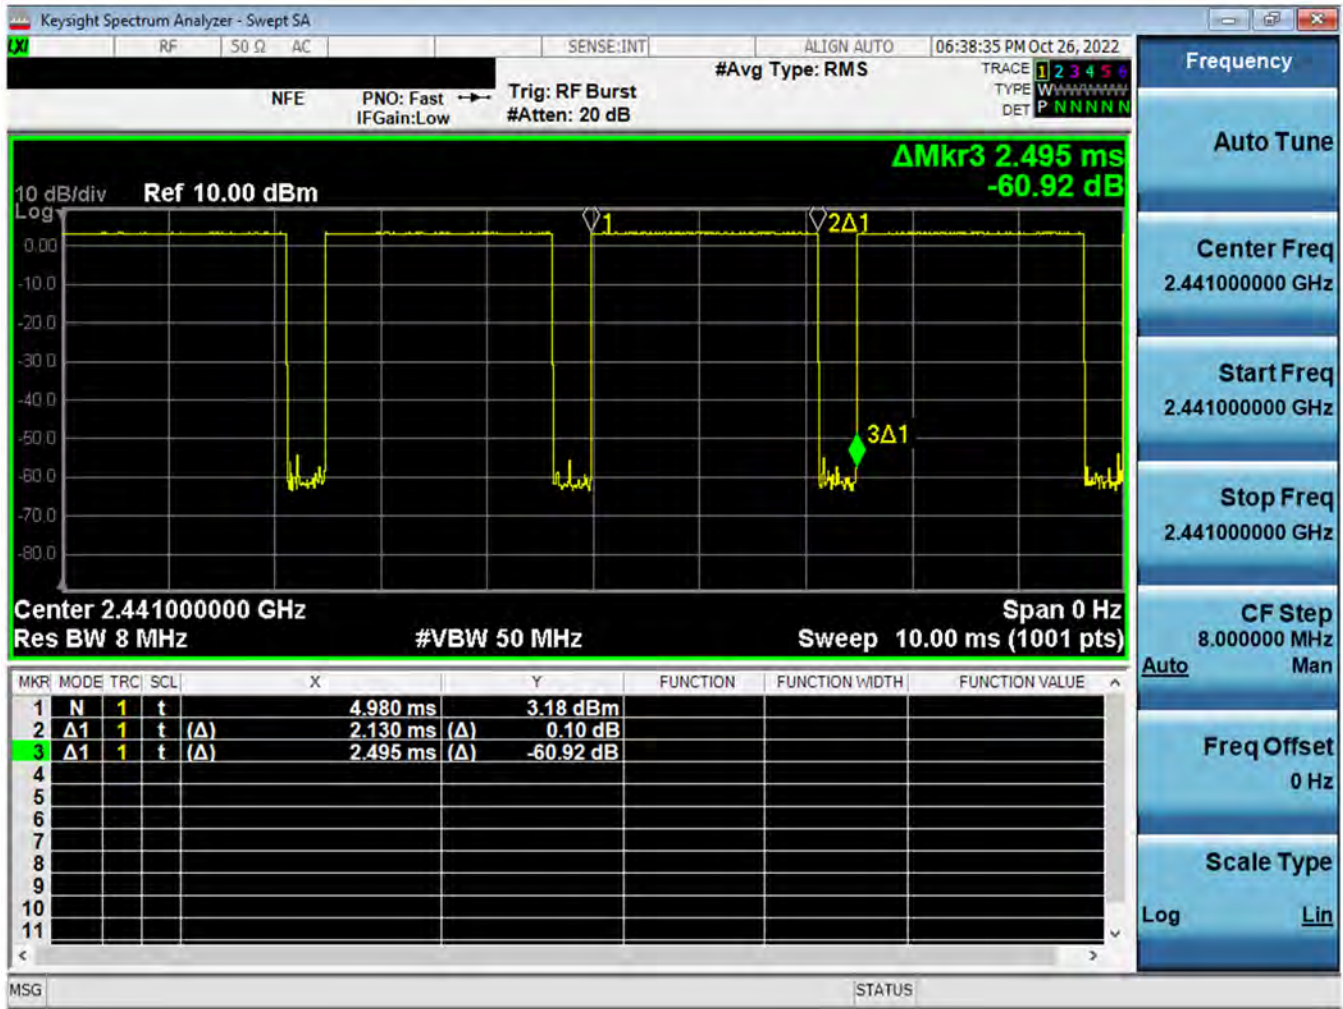 Keysight Spectrum Analyzer - Swept SA
LXI RF 50 Ω AC SENSE:INT ALIGN AUTO 06:38:35 PM Oct 26, 2022
NFE PNO: Fast IFGain:Low Trig: RF Burst #Atten: 20 dB #Avg Type: RMS
TRACE 1 2 3 4 5 6
TYPE W
DET P N N N N N
ΔMkr3 2.495 ms
-60.92 dB
10 dB/div Ref 10.00 dBm
Log
1
2Δ1
3Δ1
0.00
-10.0
-20.0
-30.0
-40.0
-50.0
-60.0
-70.0
-80.0
Center 2.441000000 GHz Span 0 Hz
Res BW 8 MHz #VBW 50 MHz Sweep 10.00 ms (1001 pts)
MKR MODE TRC SCL X Y FUNCTION FUNCTION WIDTH FUNCTION VALUE
1 N 1 t 4.980 ms 3.18 dBm
2 Δ1 1 t (Δ) 2.130 ms (Δ) 0.10 dB
3 Δ1 1 t (Δ) 2.495 ms (Δ) -60.92 dB
4
5
6
7
8
9
10
11
MSG STATUS
Frequency
Auto Tune
Center Freq
2.441000000 GHz
Start Freq
2.441000000 GHz
Stop Freq
2.441000000 GHz
CF Step
8.000000 MHz
Auto Man
Freq Offset
0 Hz
Scale Type
Log Lin